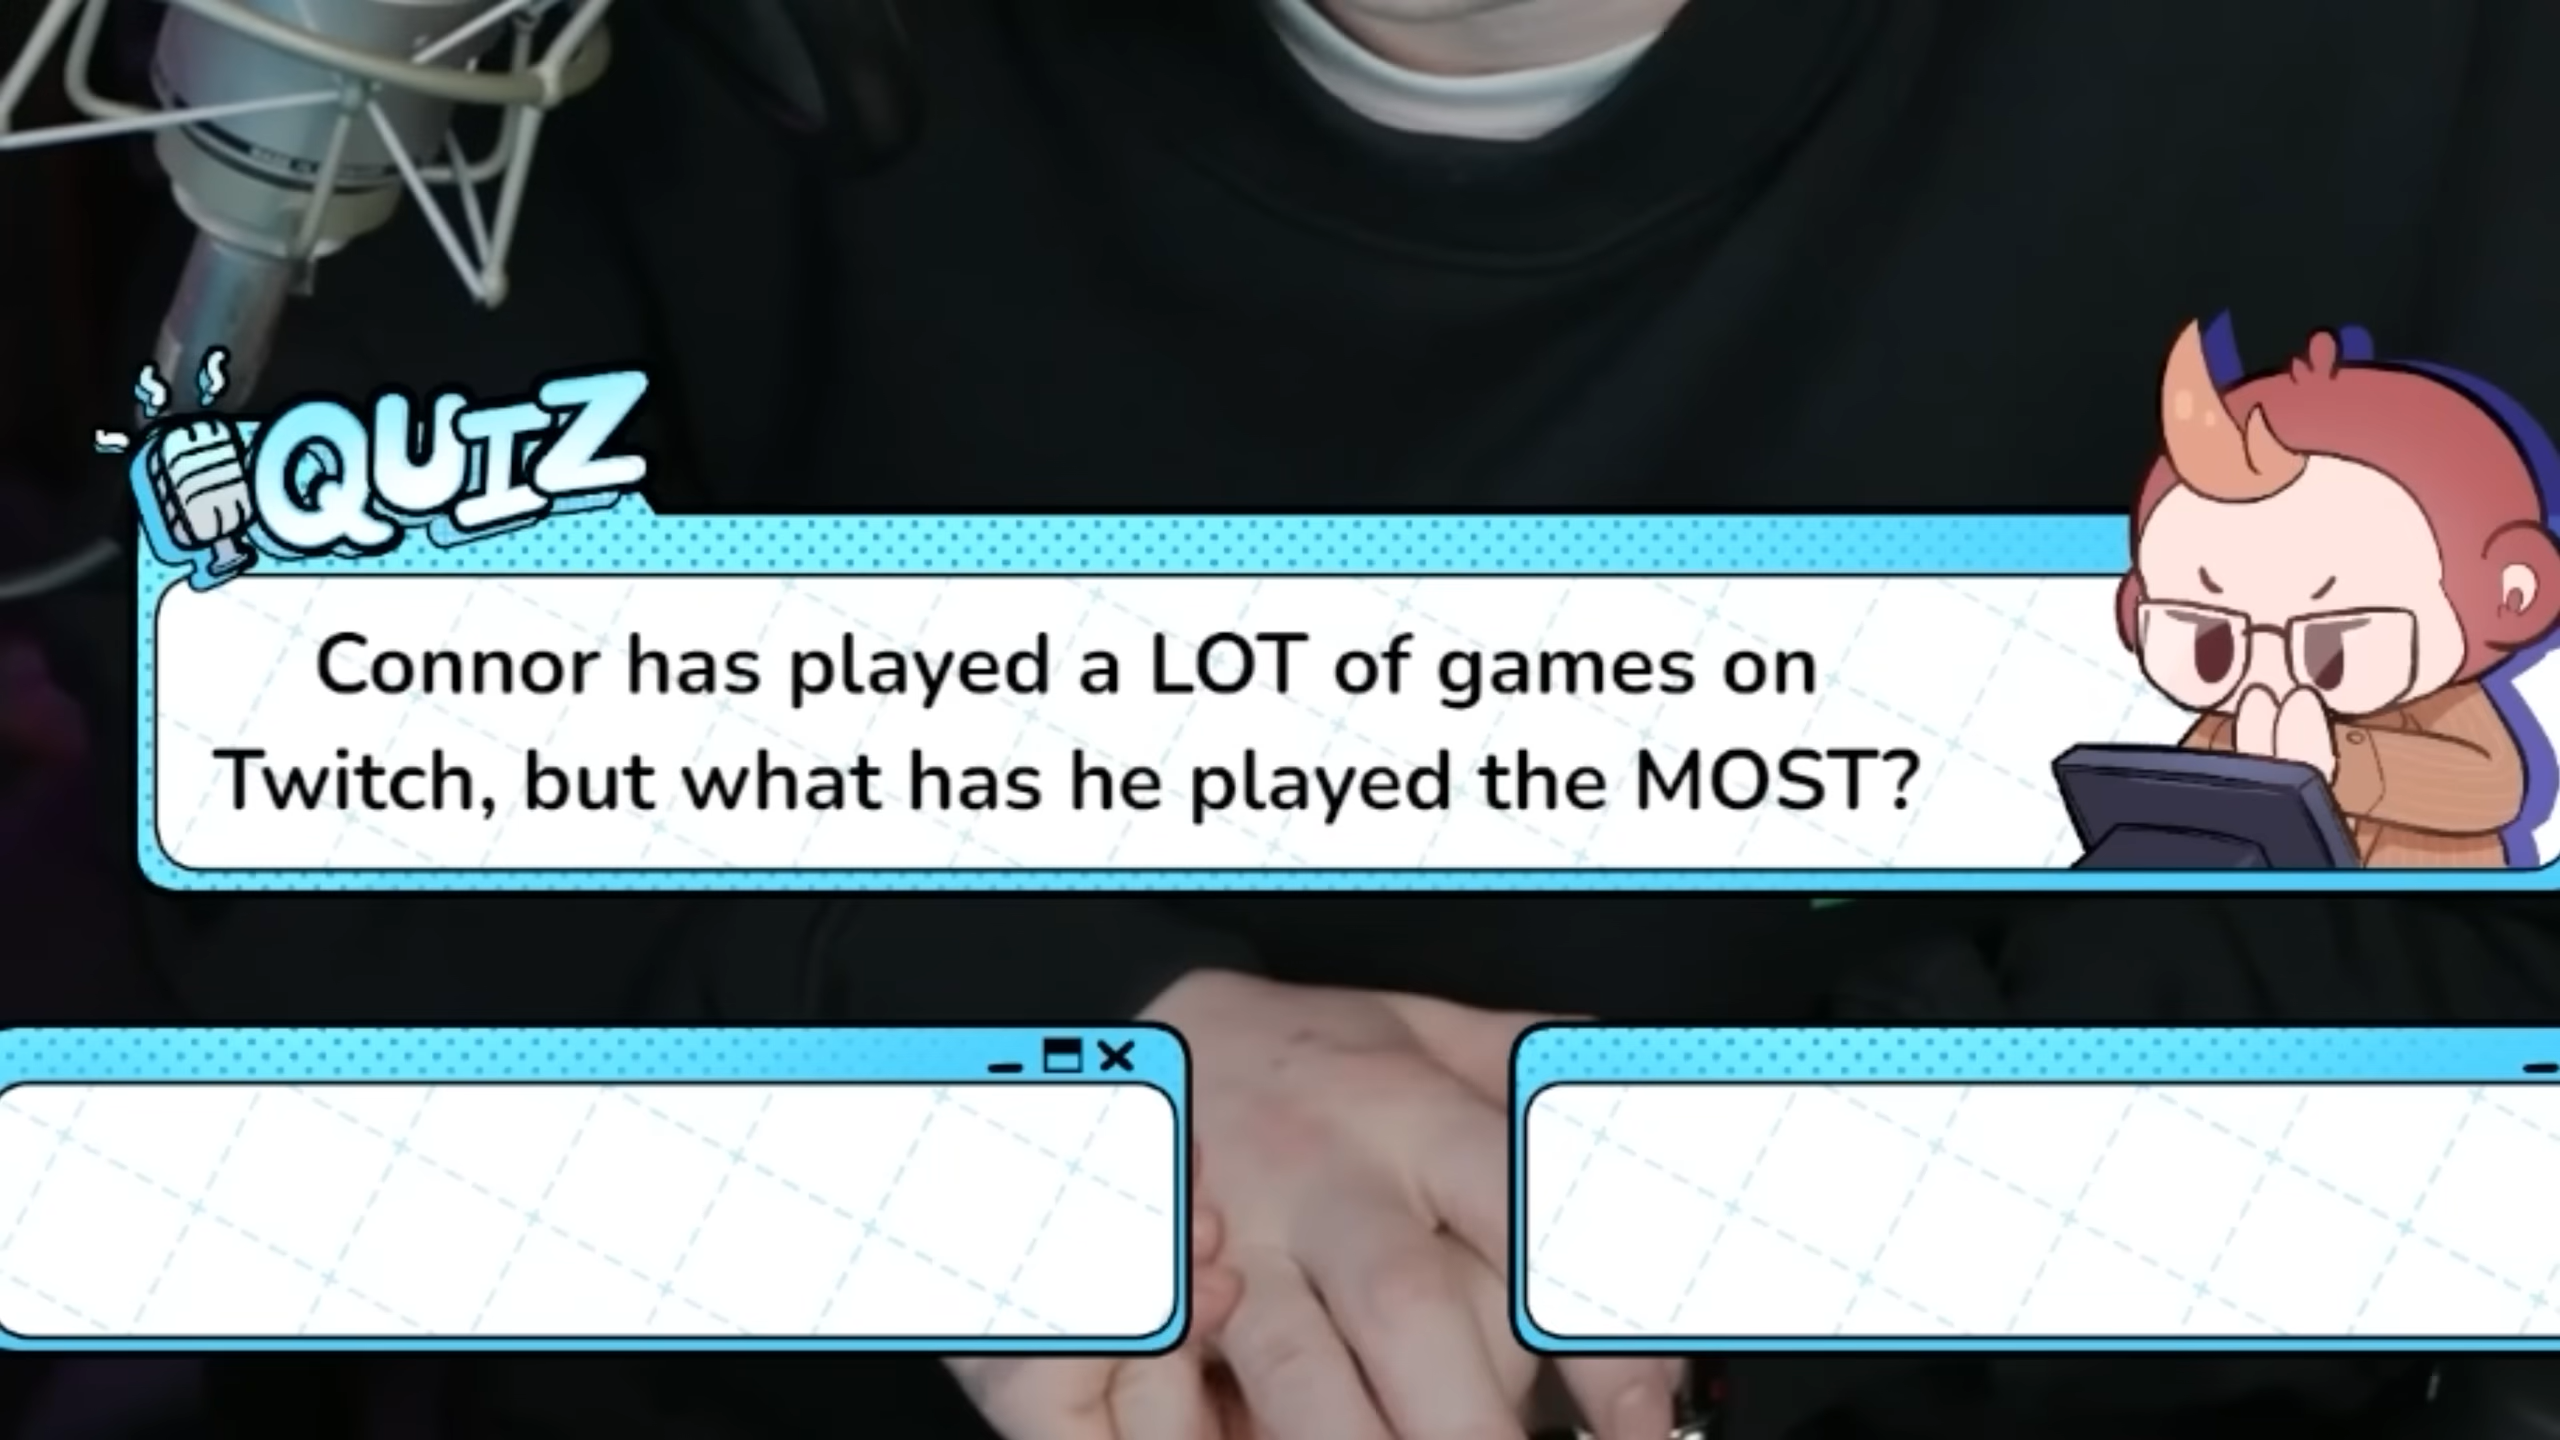 QUIZ
Connor has played a LOT of games on
Twitch, but what has he played the MOST?